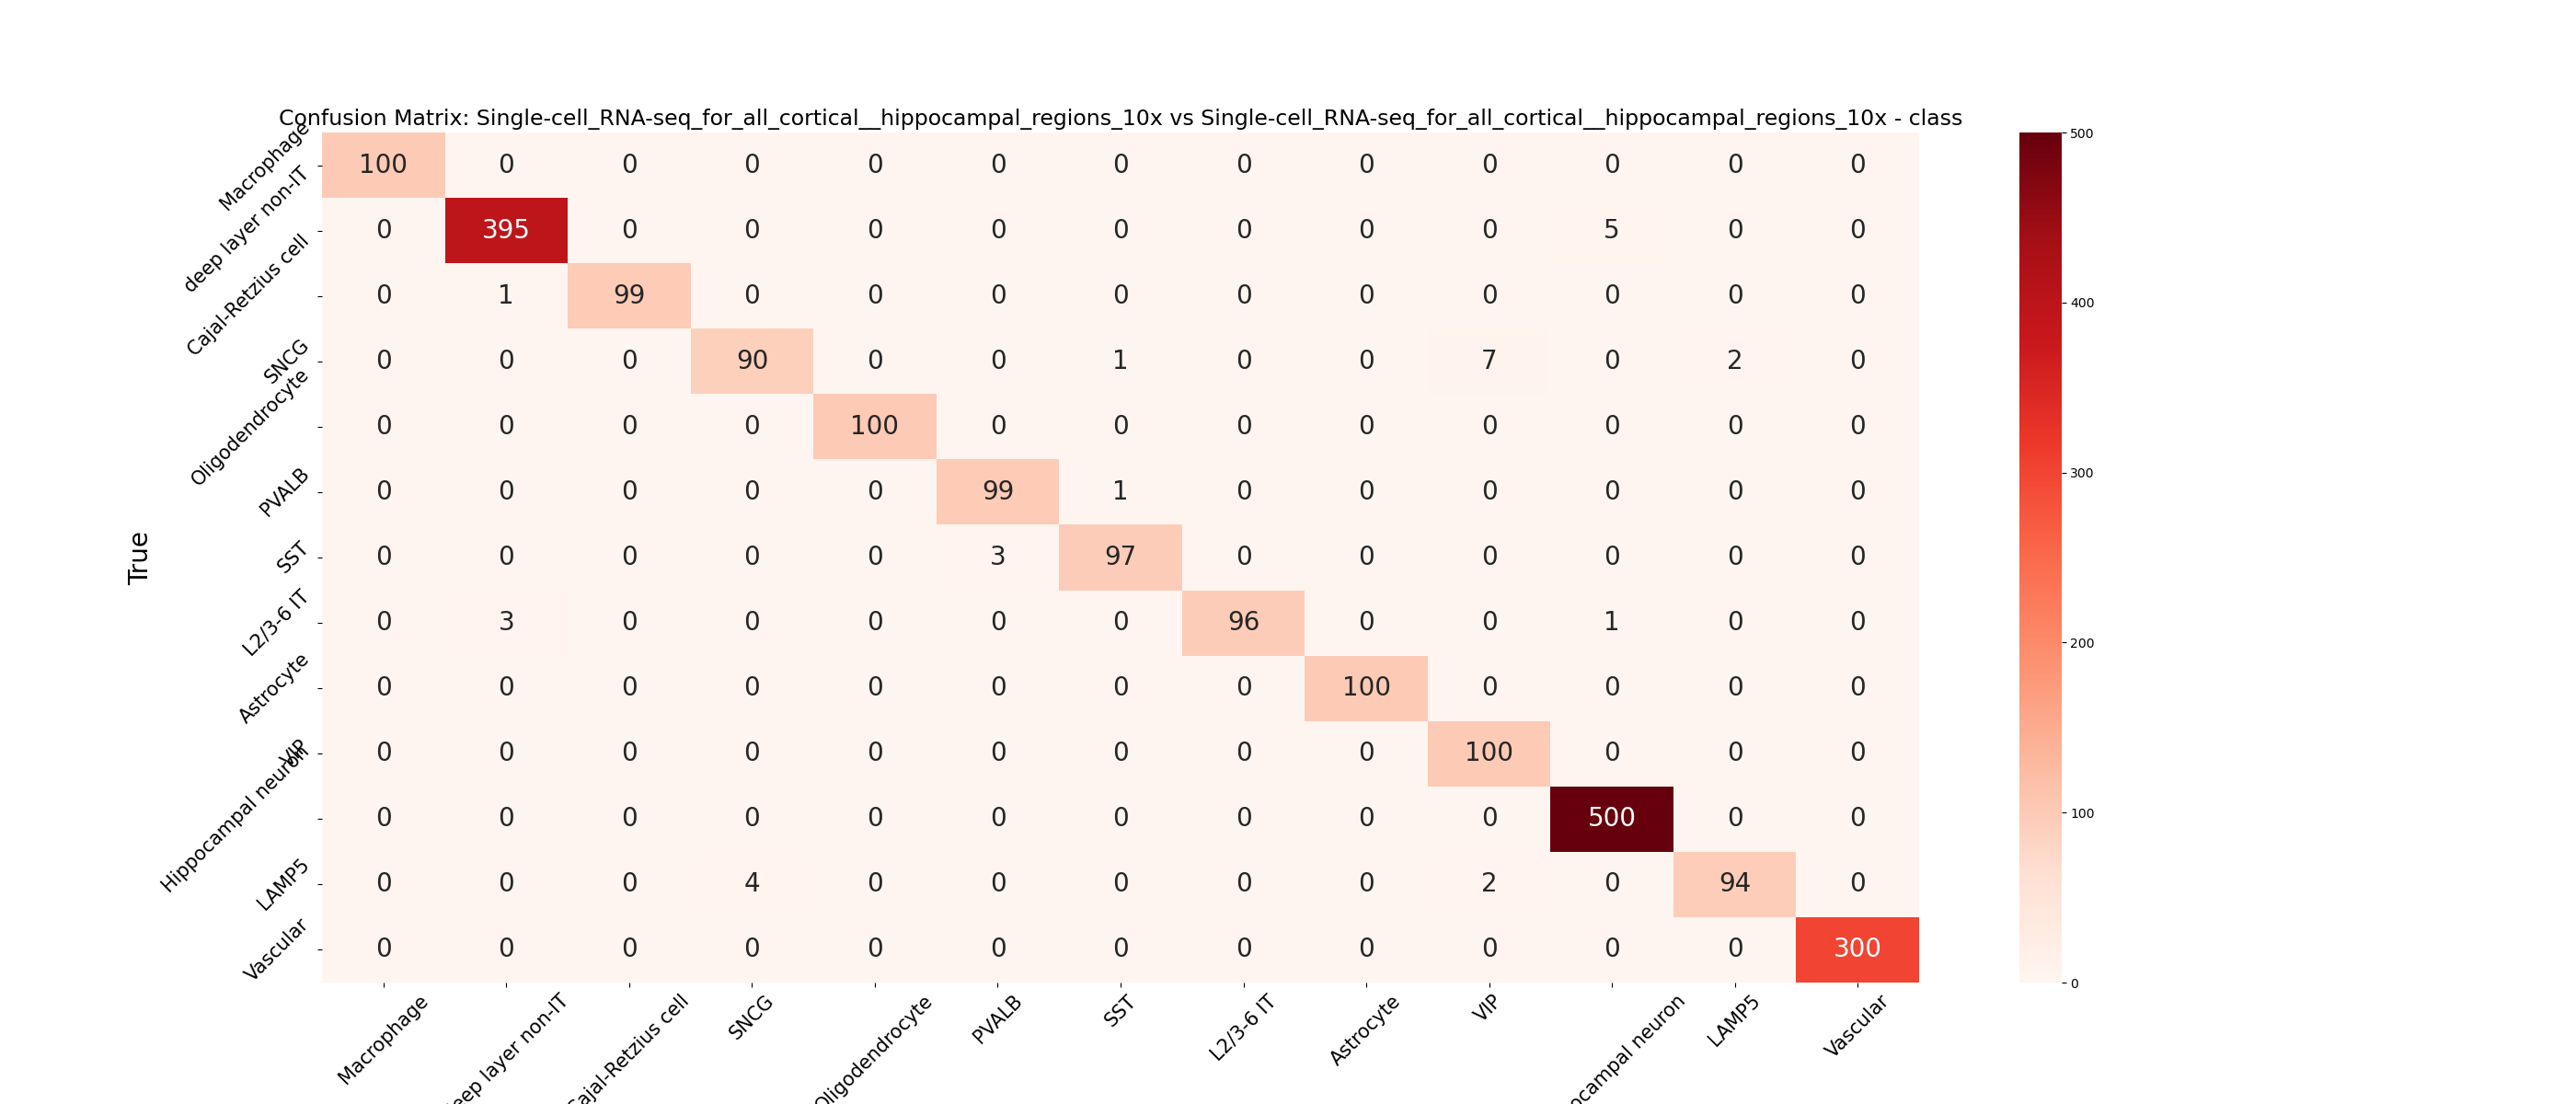 Confusion Matrix: Single-cell_RNA-seq_for_all_cortical__hippocampal_regions_10x vs Single-cell_RNA-seq_for_all_cortical__hippocampal_regions_10x - class
Macrophage 100 0 0 0 0 0 0 0 0 0 0 0 0
deep layer non-IT 0 395 0 0 0 0 0 0 0 0 5 0 0
Cajal-Retzius cell 0 1 99 0 0 0 0 0 0 0 0 0 0
SNCG 0 0 0 90 0 0 1 0 0 7 0 2 0
Oligodendrocyte 0 0 0 0 100 0 0 0 0 0 0 0 0
PVALB 0 0 0 0 0 99 1 0 0 0 0 0 0
SST 0 0 0 0 0 3 97 0 0 0 0 0 0
L2/3-6 IT 0 3 0 0 0 0 0 96 0 0 1 0 0
Astrocyte 0 0 0 0 0 0 0 0 100 0 0 0 0
VIP 0 0 0 0 0 0 0 0 0 100 0 0 0
Hippocampal neuron 0 0 0 0 0 0 0 0 0 0 500 0 0
LAMP5 0 0 0 4 0 0 0 0 0 2 0 94 0
Vascular 0 0 0 0 0 0 0 0 0 0 0 0 300
True
Macrophage
eep layer non-IT
Cajal-Retzius cell
SNCG
Oligodendrocyte
PVALB
SST
L2/3-6 IT
Astrocyte
VIP
ocampal neuron
LAMP5
Vascular
500
400
300
200
100
0